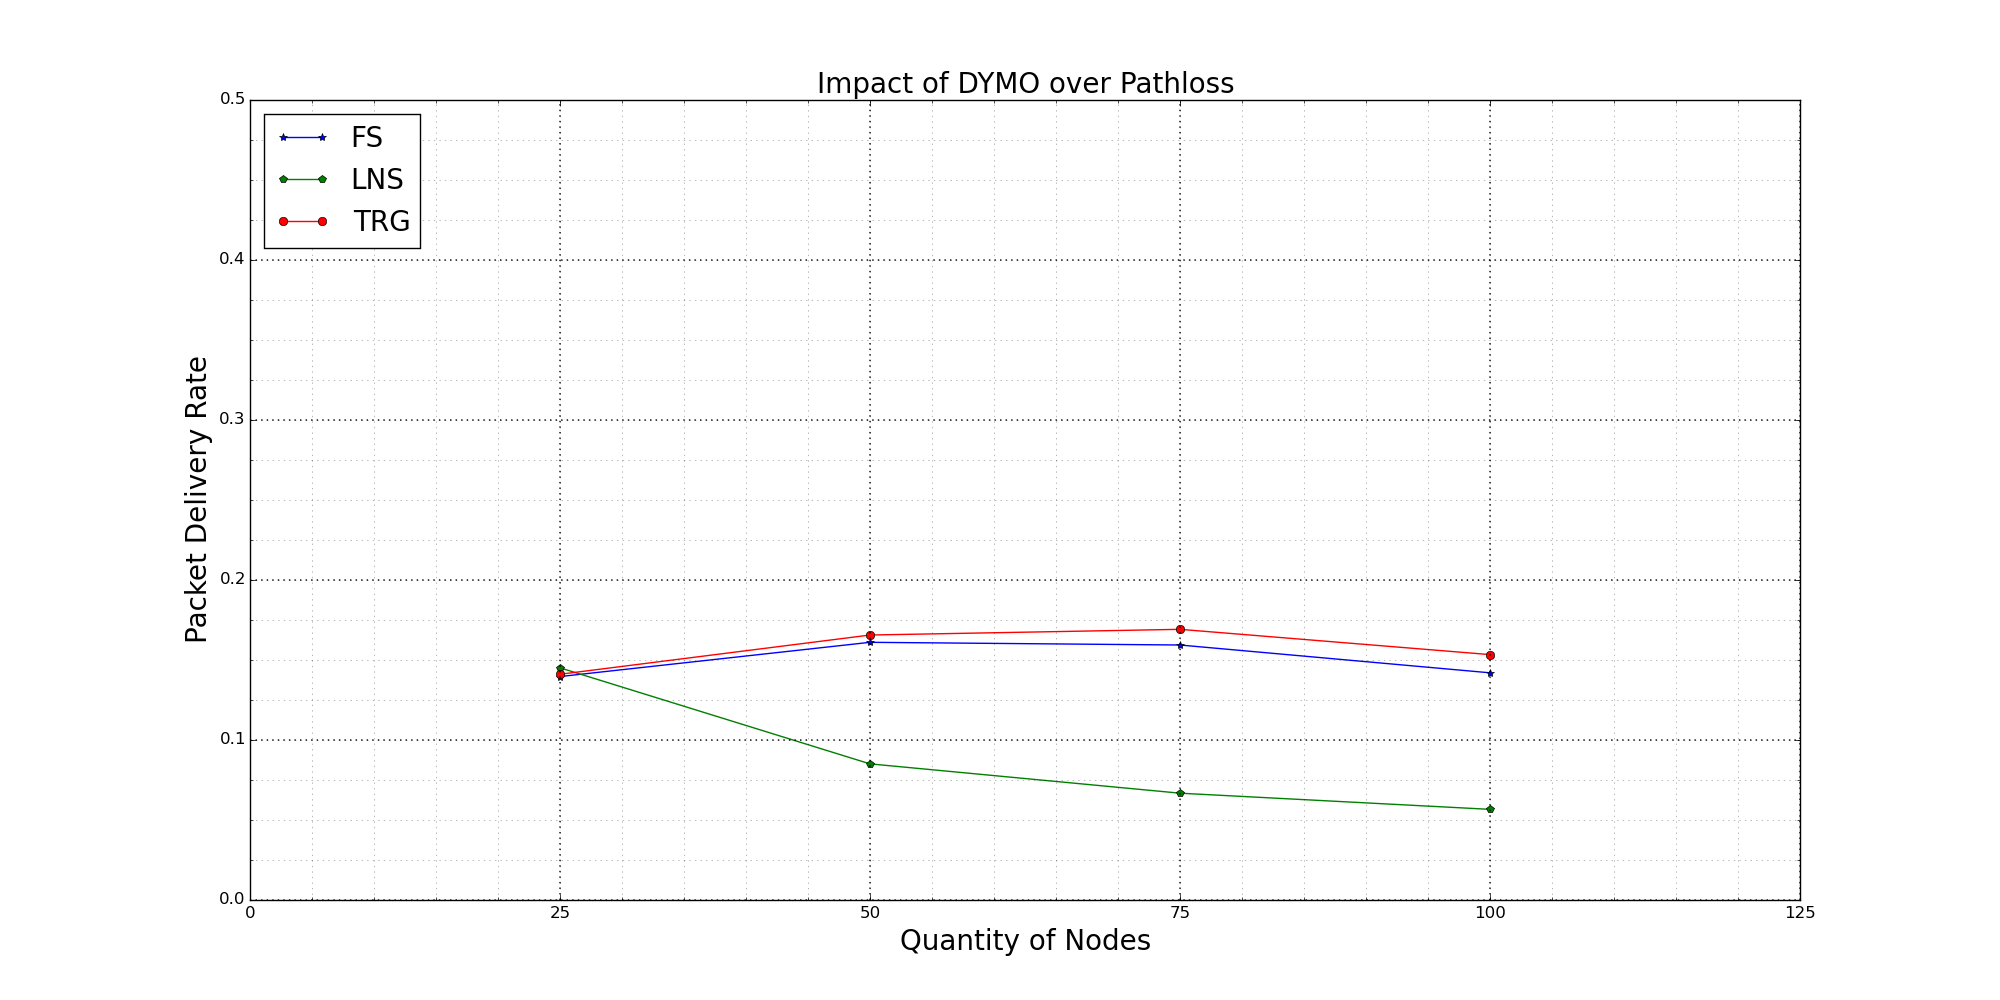 Impact of DYMO over Pathloss
0.5
0.4
0.3
0.2
0.1
0.0
FS
LNS
TRG
Packet Delivery Rate
0 25 50 75 100 125
Quantity of Nodes